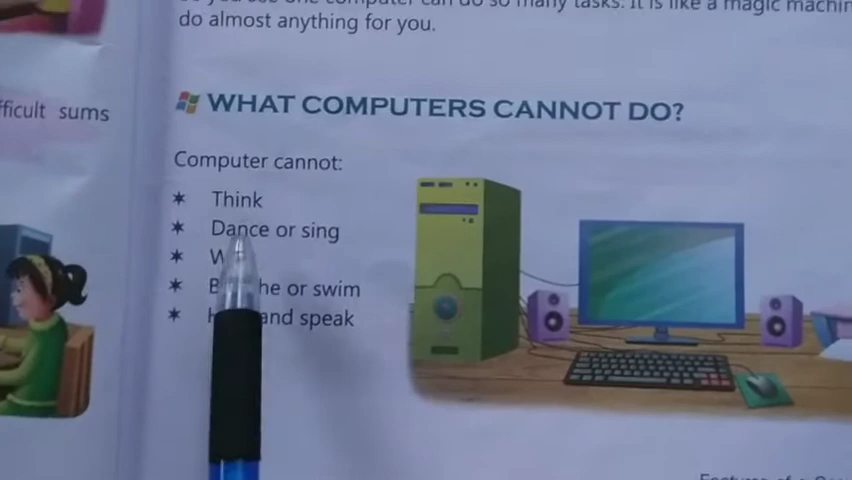 do almost anything for you.
fficult sums
WHAT COMPUTERS CANNOT DO?
Computer cannot:
✶ Think
✶ Dance or sing
✶ he or swim
✶ and speak